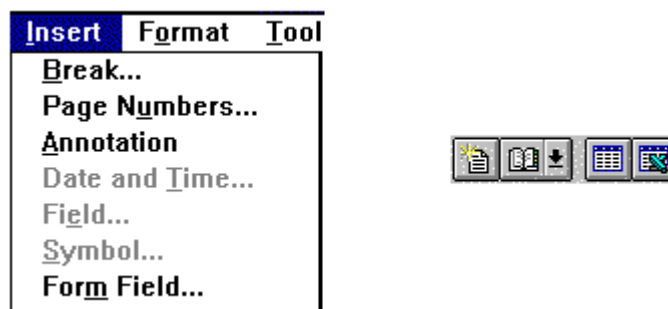 Insert Format Tool
Break...
Page Numbers...
Annotation
Date and Time...
Field...
Symbol...
Form Field...